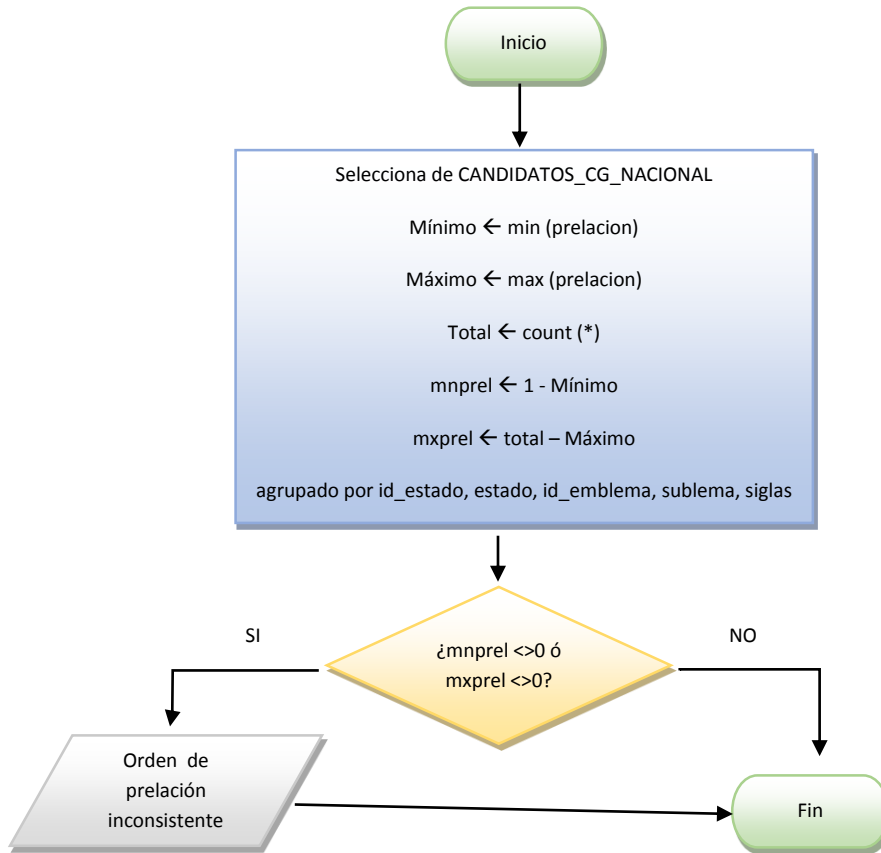 Inicio
Selecciona de CANDIDATOS_CG_NACIONAL
Mínimo ← min (prelacion)
Máximo ← max (prelacion)
Total ← count (*)
mnprel ← 1 - Mínimo
mxprel ← total – Máximo
agrupado por id_estado, estado, id_emblema, sublema, siglas
SI
¿mnprel <>0 ó
mxprel <>0?
NO
Orden de
prelación
inconsistente
Fin